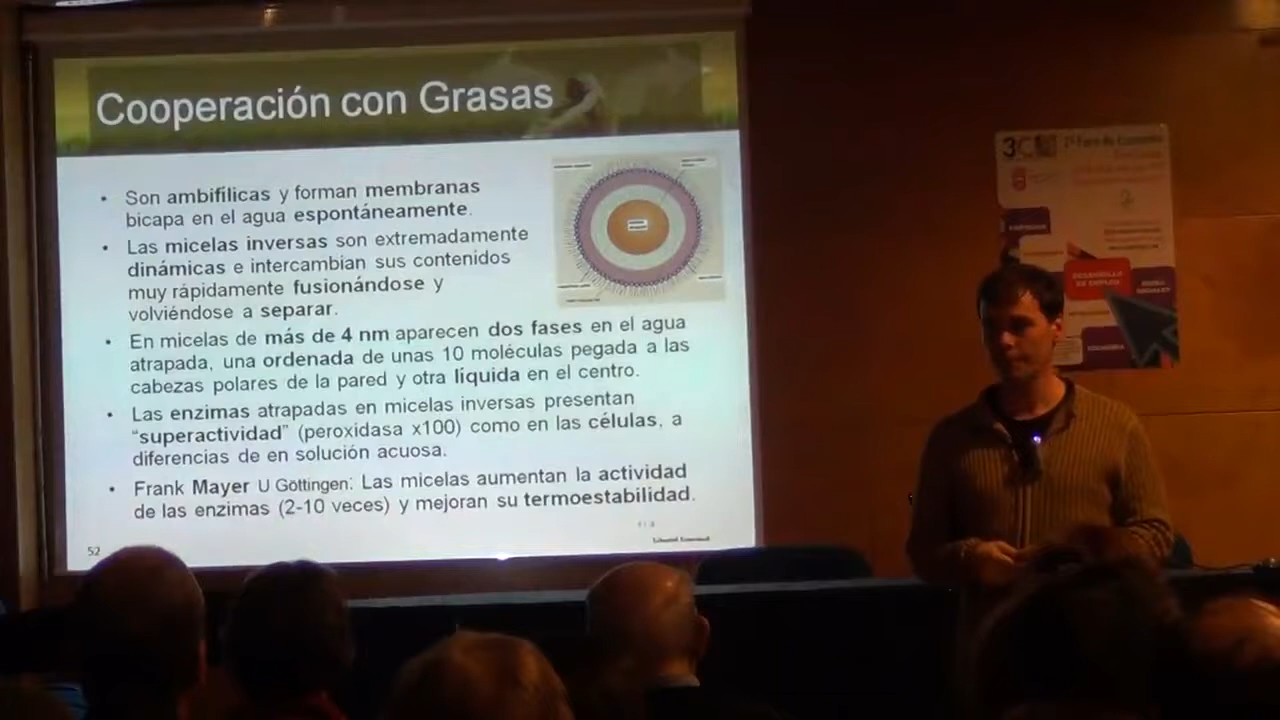 Cooperación con Grasas
• Son ambifílicas y forman membranas
bicapa en el agua espontáneamente.
• Las micelas inversas son extremadamente
dinámicas e intercambian sus contenidos
muy rápidamente fusionándose y
volviéndose a separar.
• En micelas de más de 4 nm aparecen dos fases en el agua
atrapada, una ordenada de unas 10 moléculas pegada a las
cabezas polares de la pared y otra líquida en el centro.
• Las enzimas atrapadas en micelas inversas presentan
"superactividad" (peroxidasa x100) como en las células, a
diferencias de en solución acuosa.
• Frank Mayer U Göttingen: Las micelas aumentan la actividad
de las enzimas (2-10 veces) y mejoran su termoestabilidad.
52
3C
DESARROLLO
DE EMPLEO